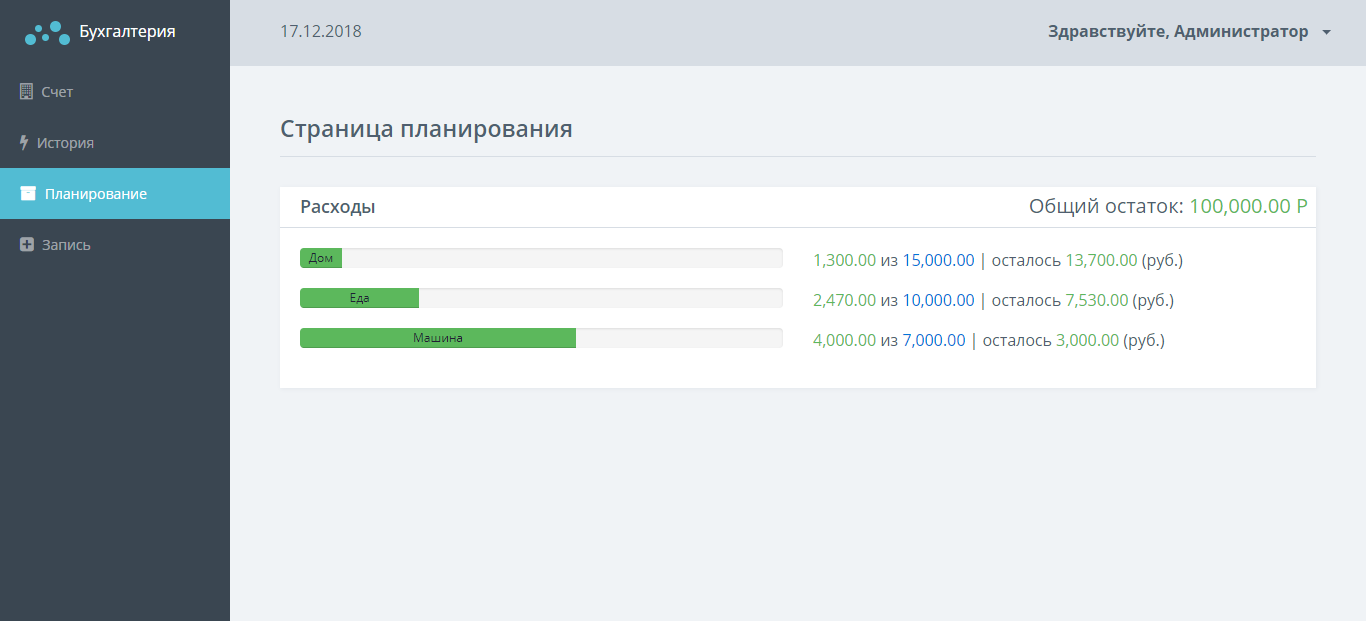 Бухгалтерия
17.12.2018
Здравствуйте, Администратор
Счет
История
Планирование
Запись
Страница планирования
Расходы
Общий остаток: 100,000.00 Р
Дом
1,300.00 из 15,000.00 | осталось 13,700.00 (руб.)
Еда
2,470.00 из 10,000.00 | осталось 7,530.00 (руб.)
Машина
4,000.00 из 7,000.00 | осталось 3,000.00 (руб.)